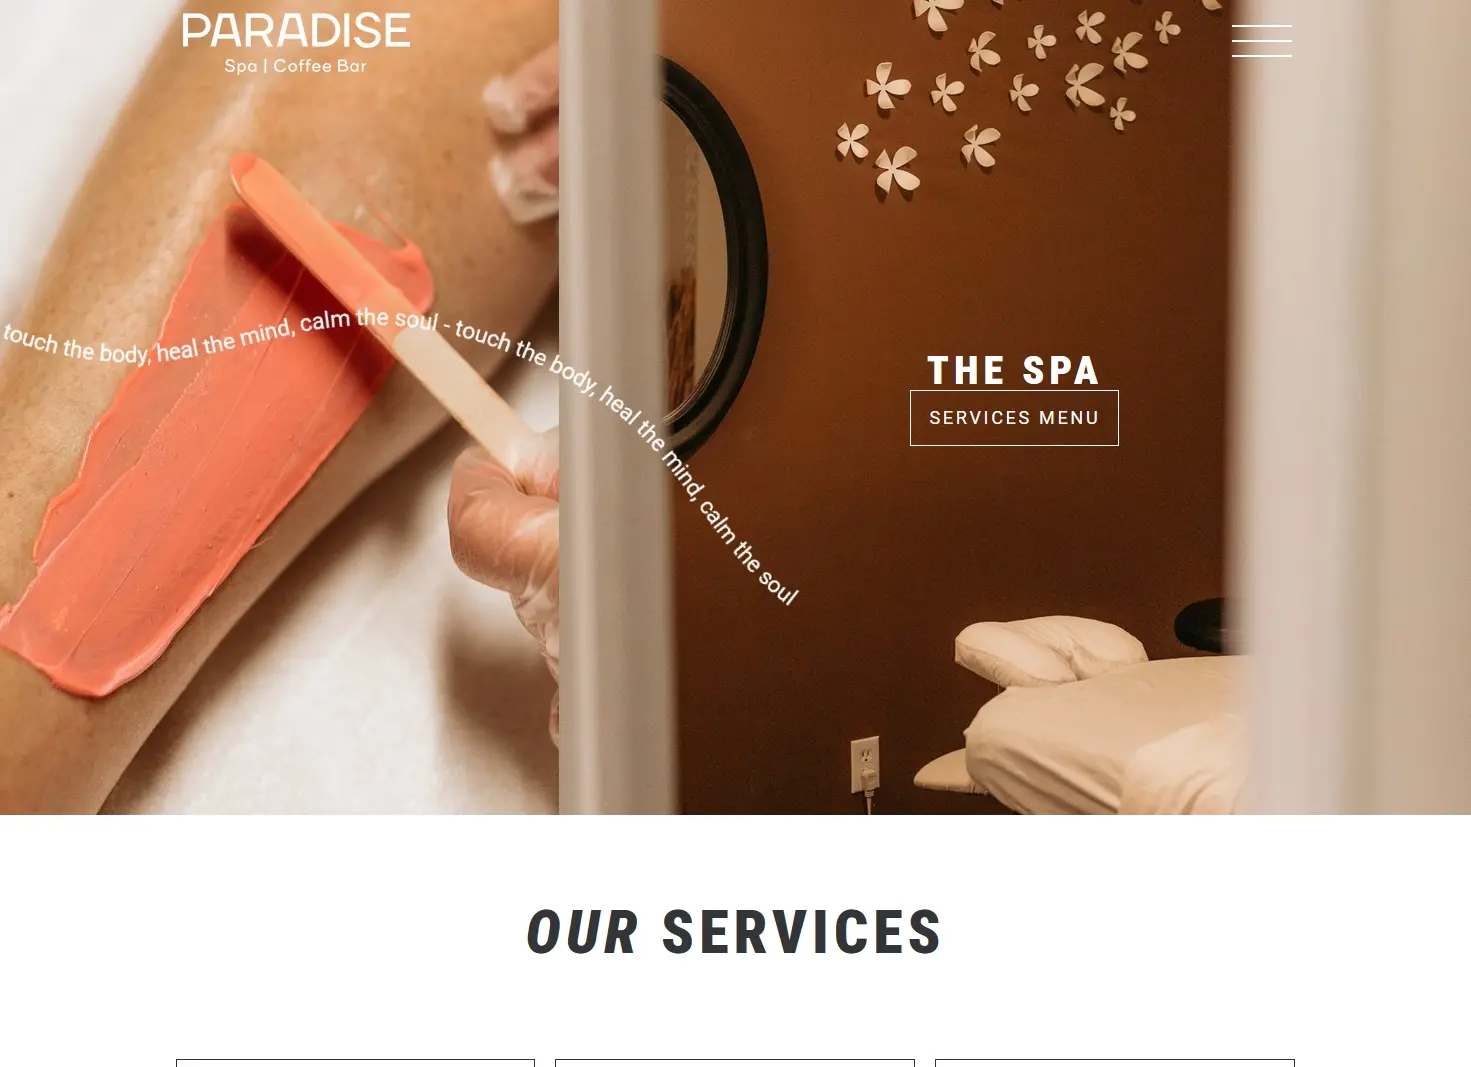 PARADISE
Spa | Coffee Bar
touch the body, heal the mind, calm the soul - touch the body, heal the mind, calm the soul
THE SPA
SERVICES MENU
OUR SERVICES